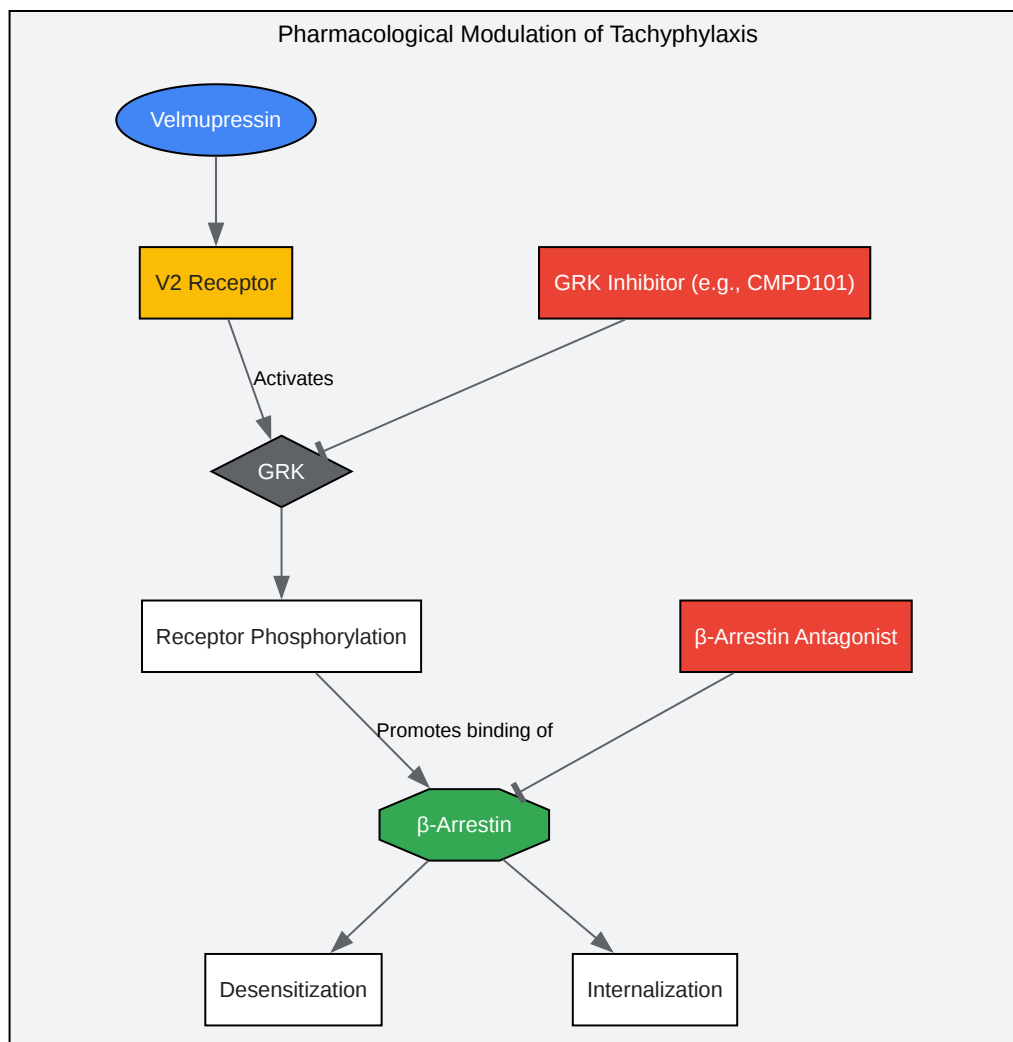 Pharmacological Modulation of Tachyphylaxis
Velmupressin
V2 Receptor
GRK Inhibitor (e.g., CMPD101)
Activates
GRK
Receptor Phosphorylation
β-Arrestin Antagonist
Promotes binding of
β-Arrestin
Desensitization
Internalization